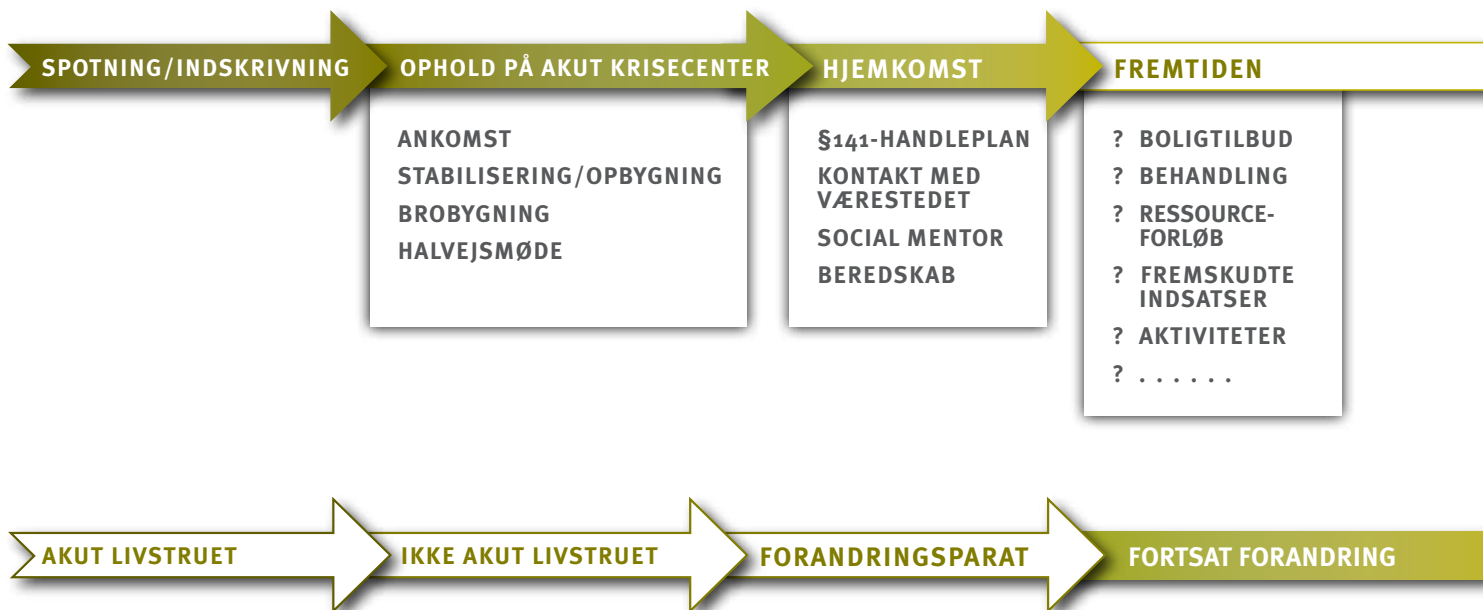 SPOTNING/INDSKRIVNING
OPHOLD PÅ AKUT KRISECENTER
HJEMKOMST
FREMTIDEN
ANKOMST
STABILISERING/OPBYGNING
BROBYGNING
HALVEJSMØDE
§141-HANDLEPLAN
KONTAKT MED
VÆRESTEDET
SOCIAL MENTOR
BEREDSKAB
? BOLIGTILBUD
? BEHANDLING
? RESSOURCE-
FORLØB
? FREMSKUDTE
INDSATSER
? AKTIVITETER
? . . . . . .
AKUT LIVSTRUET
IKKE AKUT LIVSTRUET
FORANDRINGSPARAT
FORTSAT FORANDRING